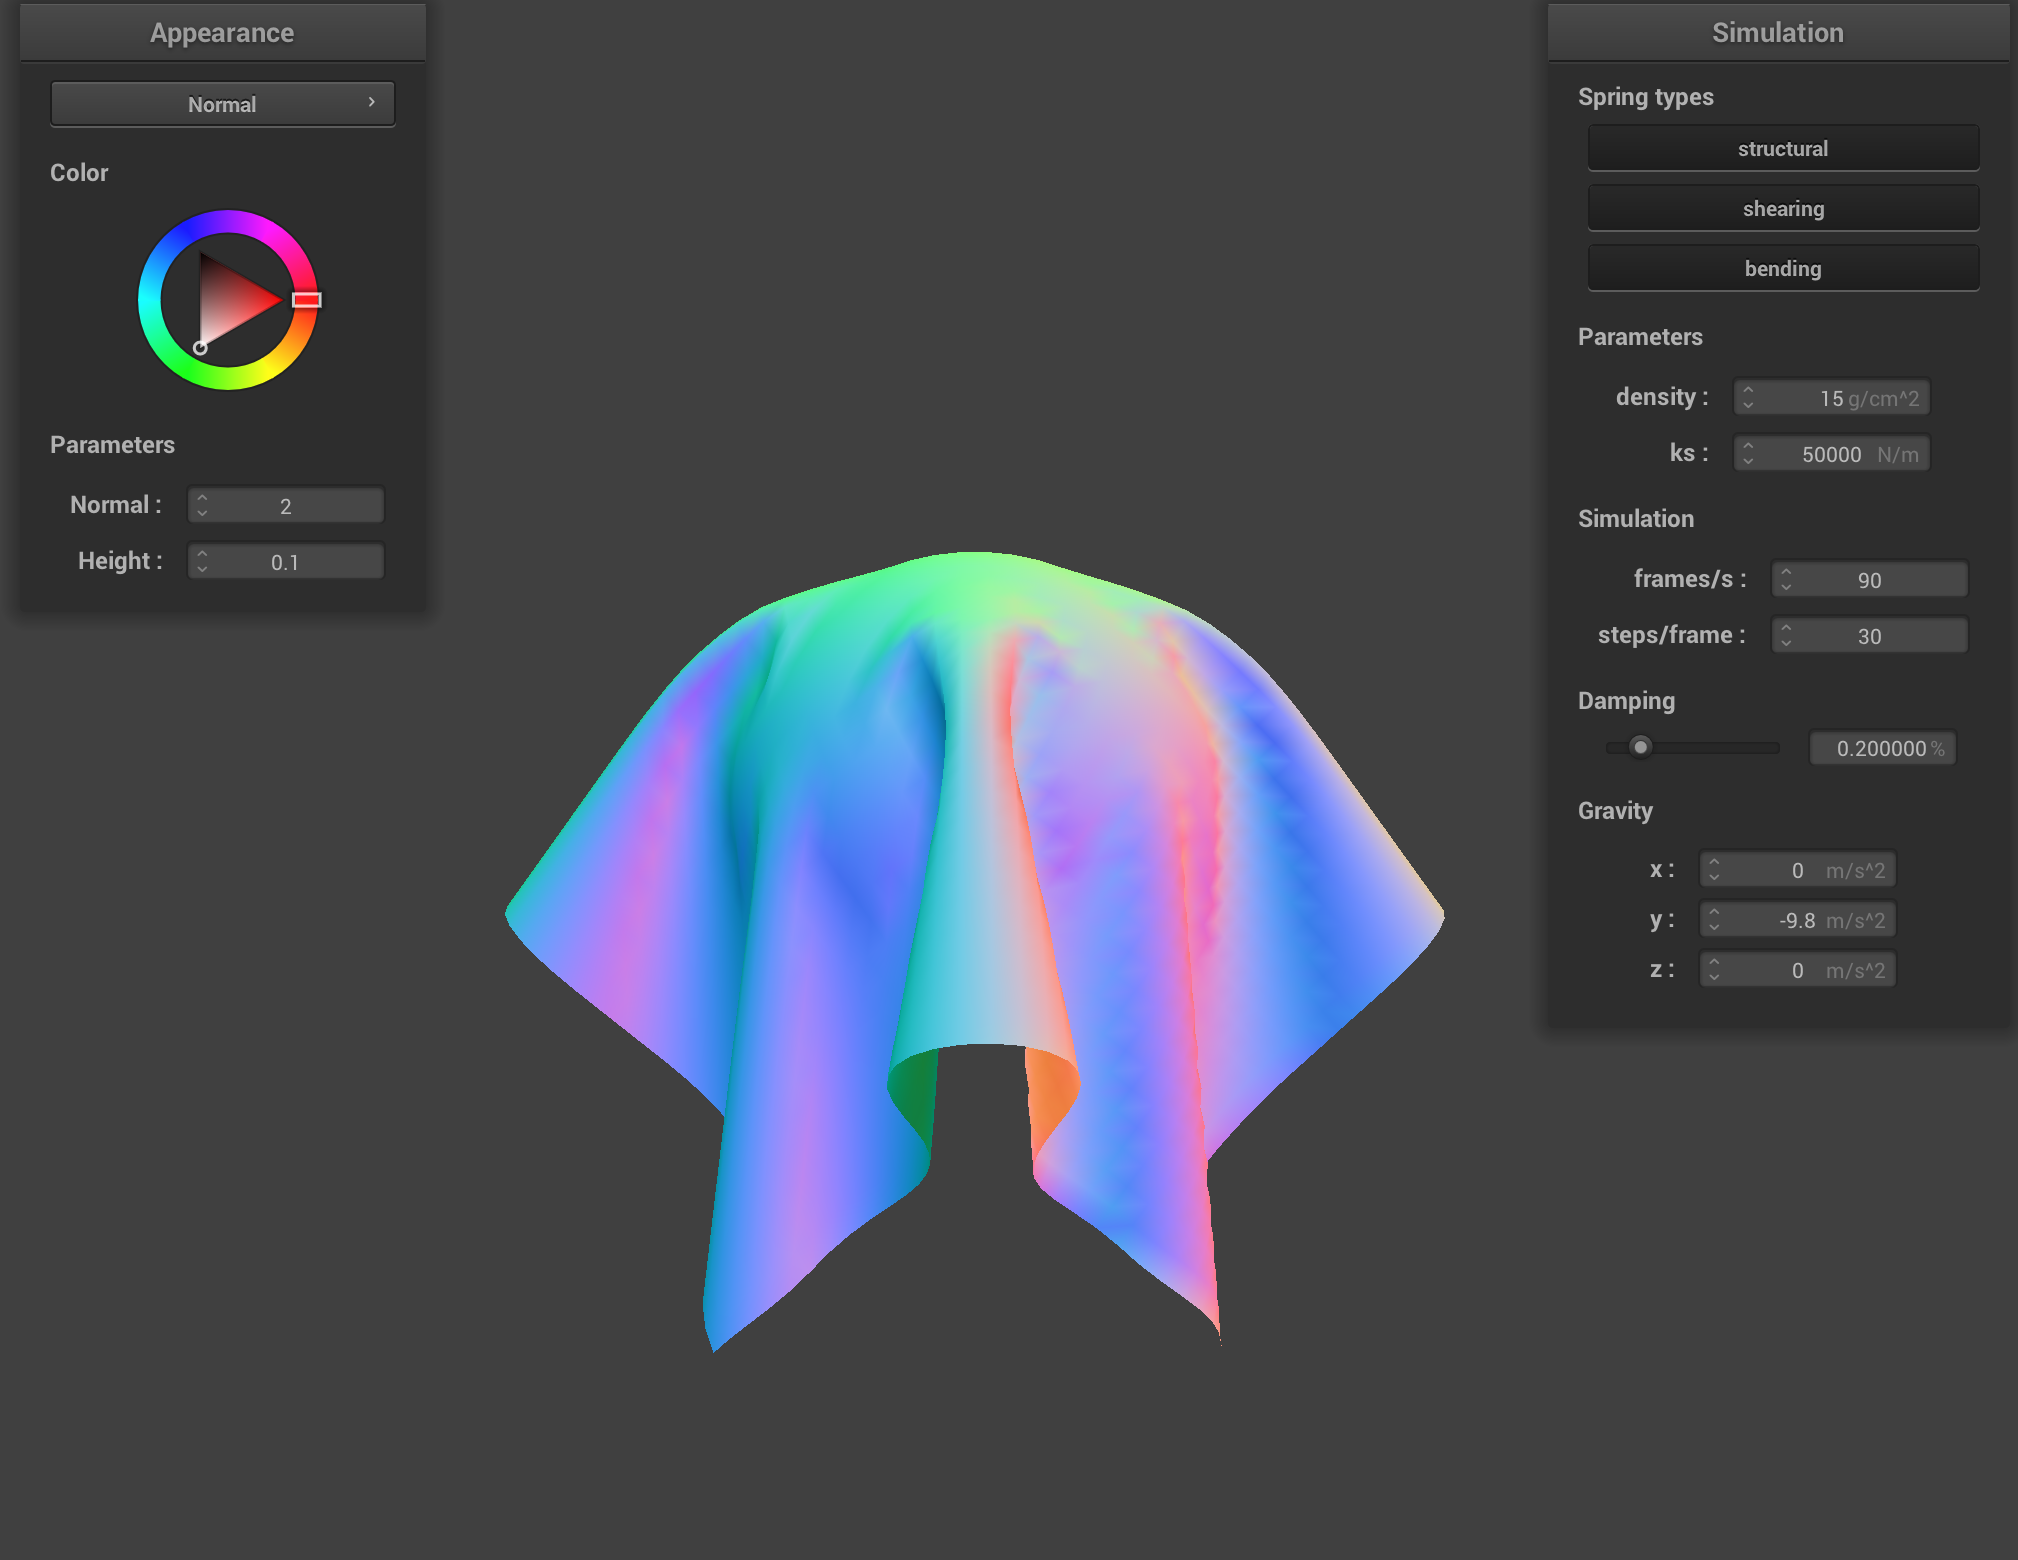 Appearance
Normal
Color
Parameters
Normal : 2
Height : 0.1
Simulation
Spring types
structural
shearing
bending
Parameters
density : 15 g/cm^2
ks : 50000 N/m
Simulation
frames/s : 90
steps/frame : 30
Damping
0.200000 %
Gravity
x : 0 m/s^2
y : -9.8 m/s^2
z : 0 m/s^2